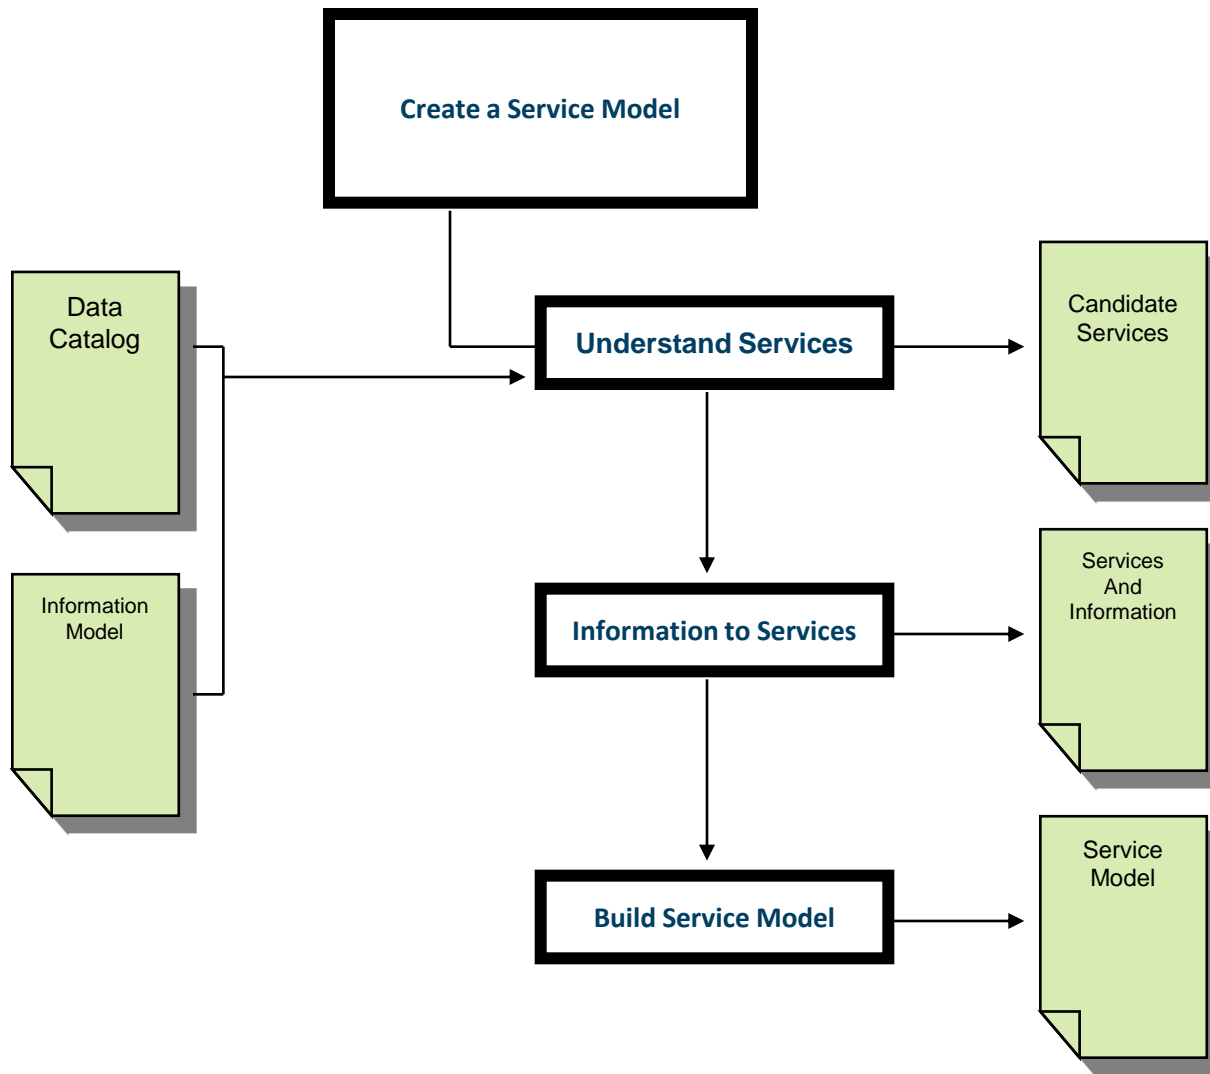 Create a Service Model
Data
Catalog
Understand Services
Candidate
Services
Information
Model
Information to Services
Services
And
Information
Build Service Model
Service
Model